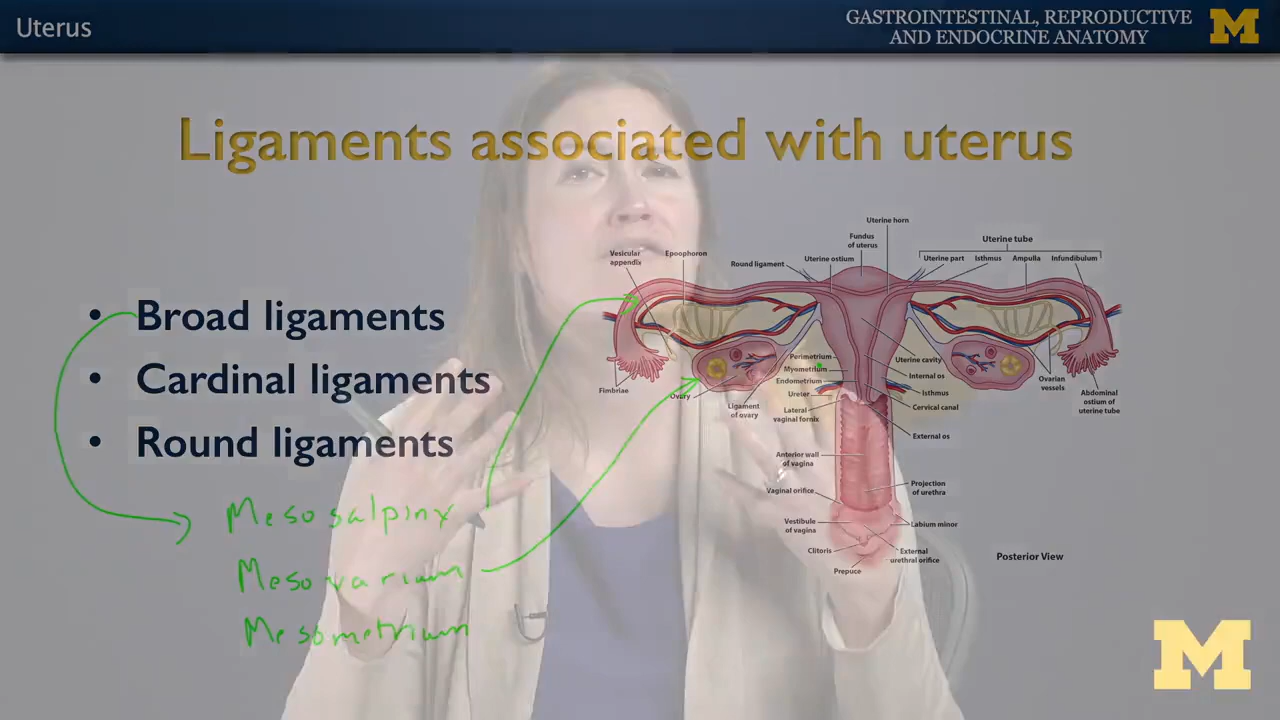 Uterus
GASTROINTESTINAL, REPRODUCTIVE
AND ENDOCRINE ANATOMY
M
Ligaments associated with uterus
• Broad ligaments
• Cardinal ligaments
• Round ligaments
Mesosalpinx
Mesovarium
Mesometrium
Uterine horn
Fundus
of uterus
Uterine tube
Vesicular
appendix
Epoophoron
Round ligament
Uterine ostium
Uterine part
Isthmus
Ampulla
Infundibulum
Perimetrium
Myometrium
Endometrium
Ureter
Lateral
vaginal fornix
Uterine cavity
Internal os
Isthmus
Cervical canal
External os
Fimbriae
Ovary
Ligament
of ovary
Ovarian
vessels
Abdominal
ostium of
uterine tube
Anterior wall
of vagina
Vaginal orifice
Projection
of urethra
Vestibule
of vagina
Labium minor
Clitoris
External
urethral orifice
Prepuce
Posterior View
M